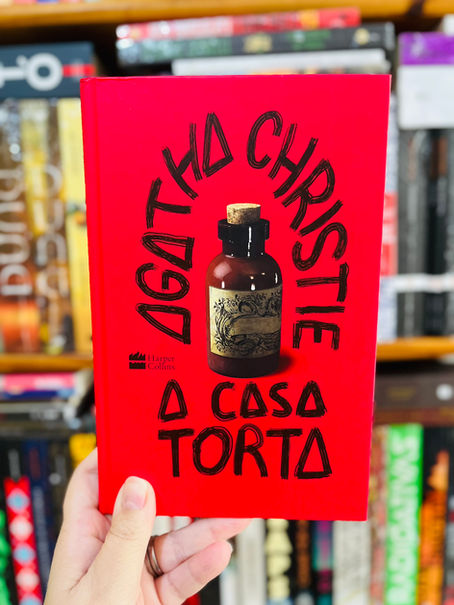 AGATHA CHRISTIE
Harper
Collins
A CASA
TORTA